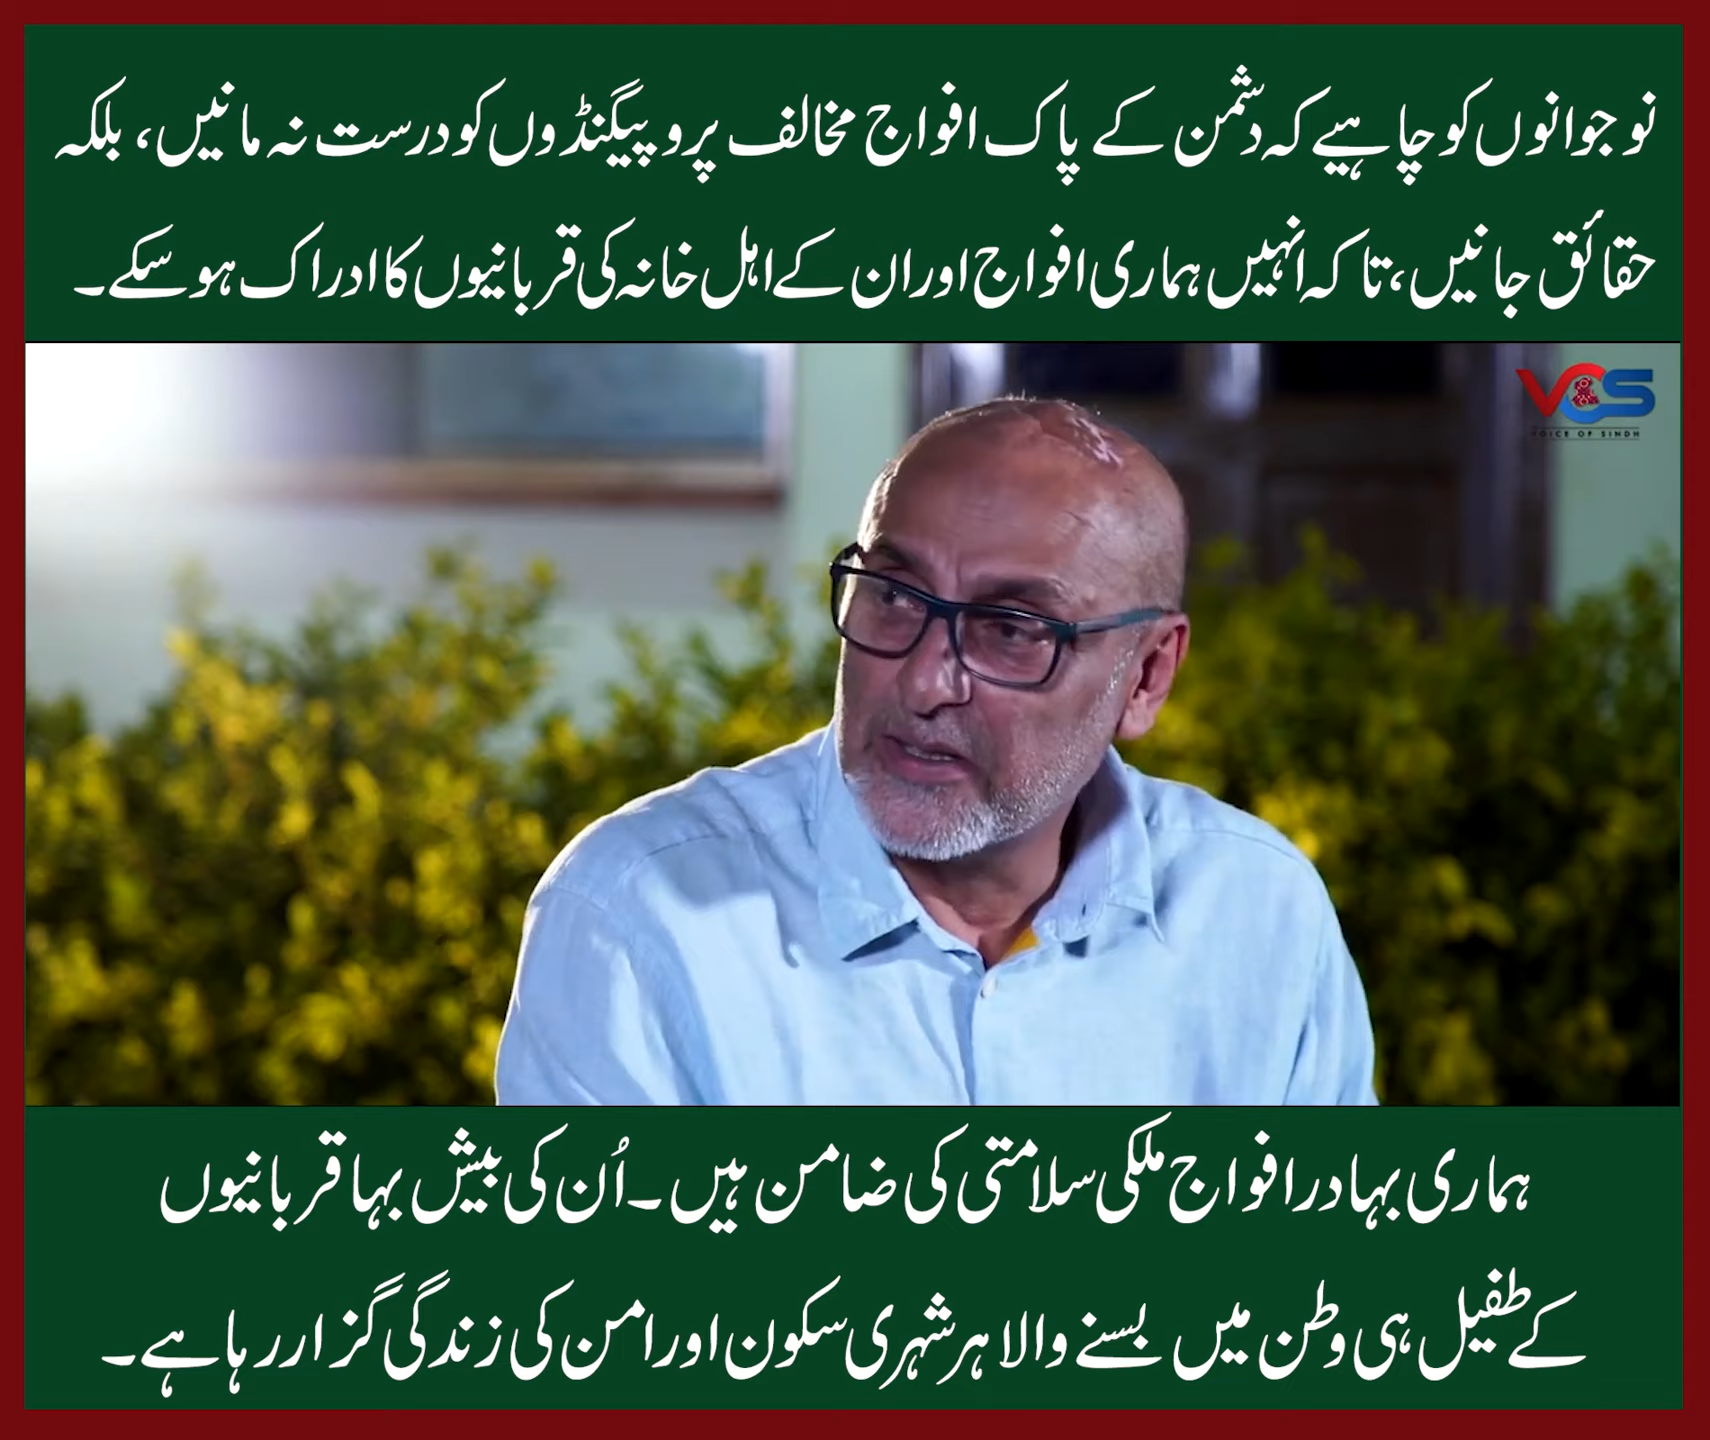 نوجوانوں کو چاہیے کہ دشمن کے پاک افواج مخالف پروپیگنڈوں کو درست نہ مانیں، بلکہ
حقائق جانیں، تاکہ انہیں ہماری افواج اور ان کے اہل خانہ کی قربانیوں کا ادراک ہوسکے۔
VOS
VOICE OF SINDH
ہماری بہادر افواج ملکی سلامتی کی ضامن ہیں۔ اُن کی بیش بہا قربانیوں
کے طفیل ہی وطن میں بسنے والا ہر شہری سکون اور امن کی زندگی گزار رہا ہے۔